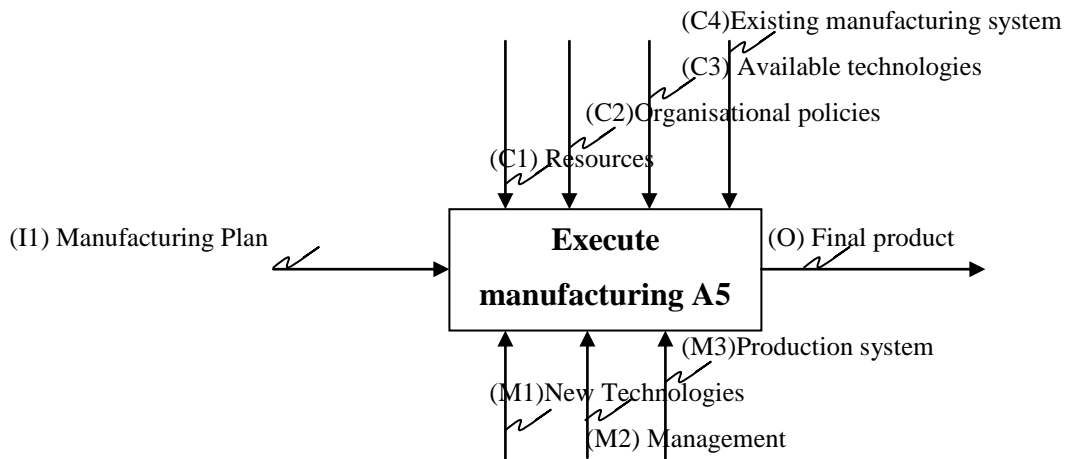 (C4)Existing manufacturing system
(C3) Available technologies
(C2)Organisational policies
(C1) Resources
(I1) Manufacturing Plan
Execute
manufacturing A5
(O) Final product
(M3)Production system
(M1)New Technologies
(M2) Management